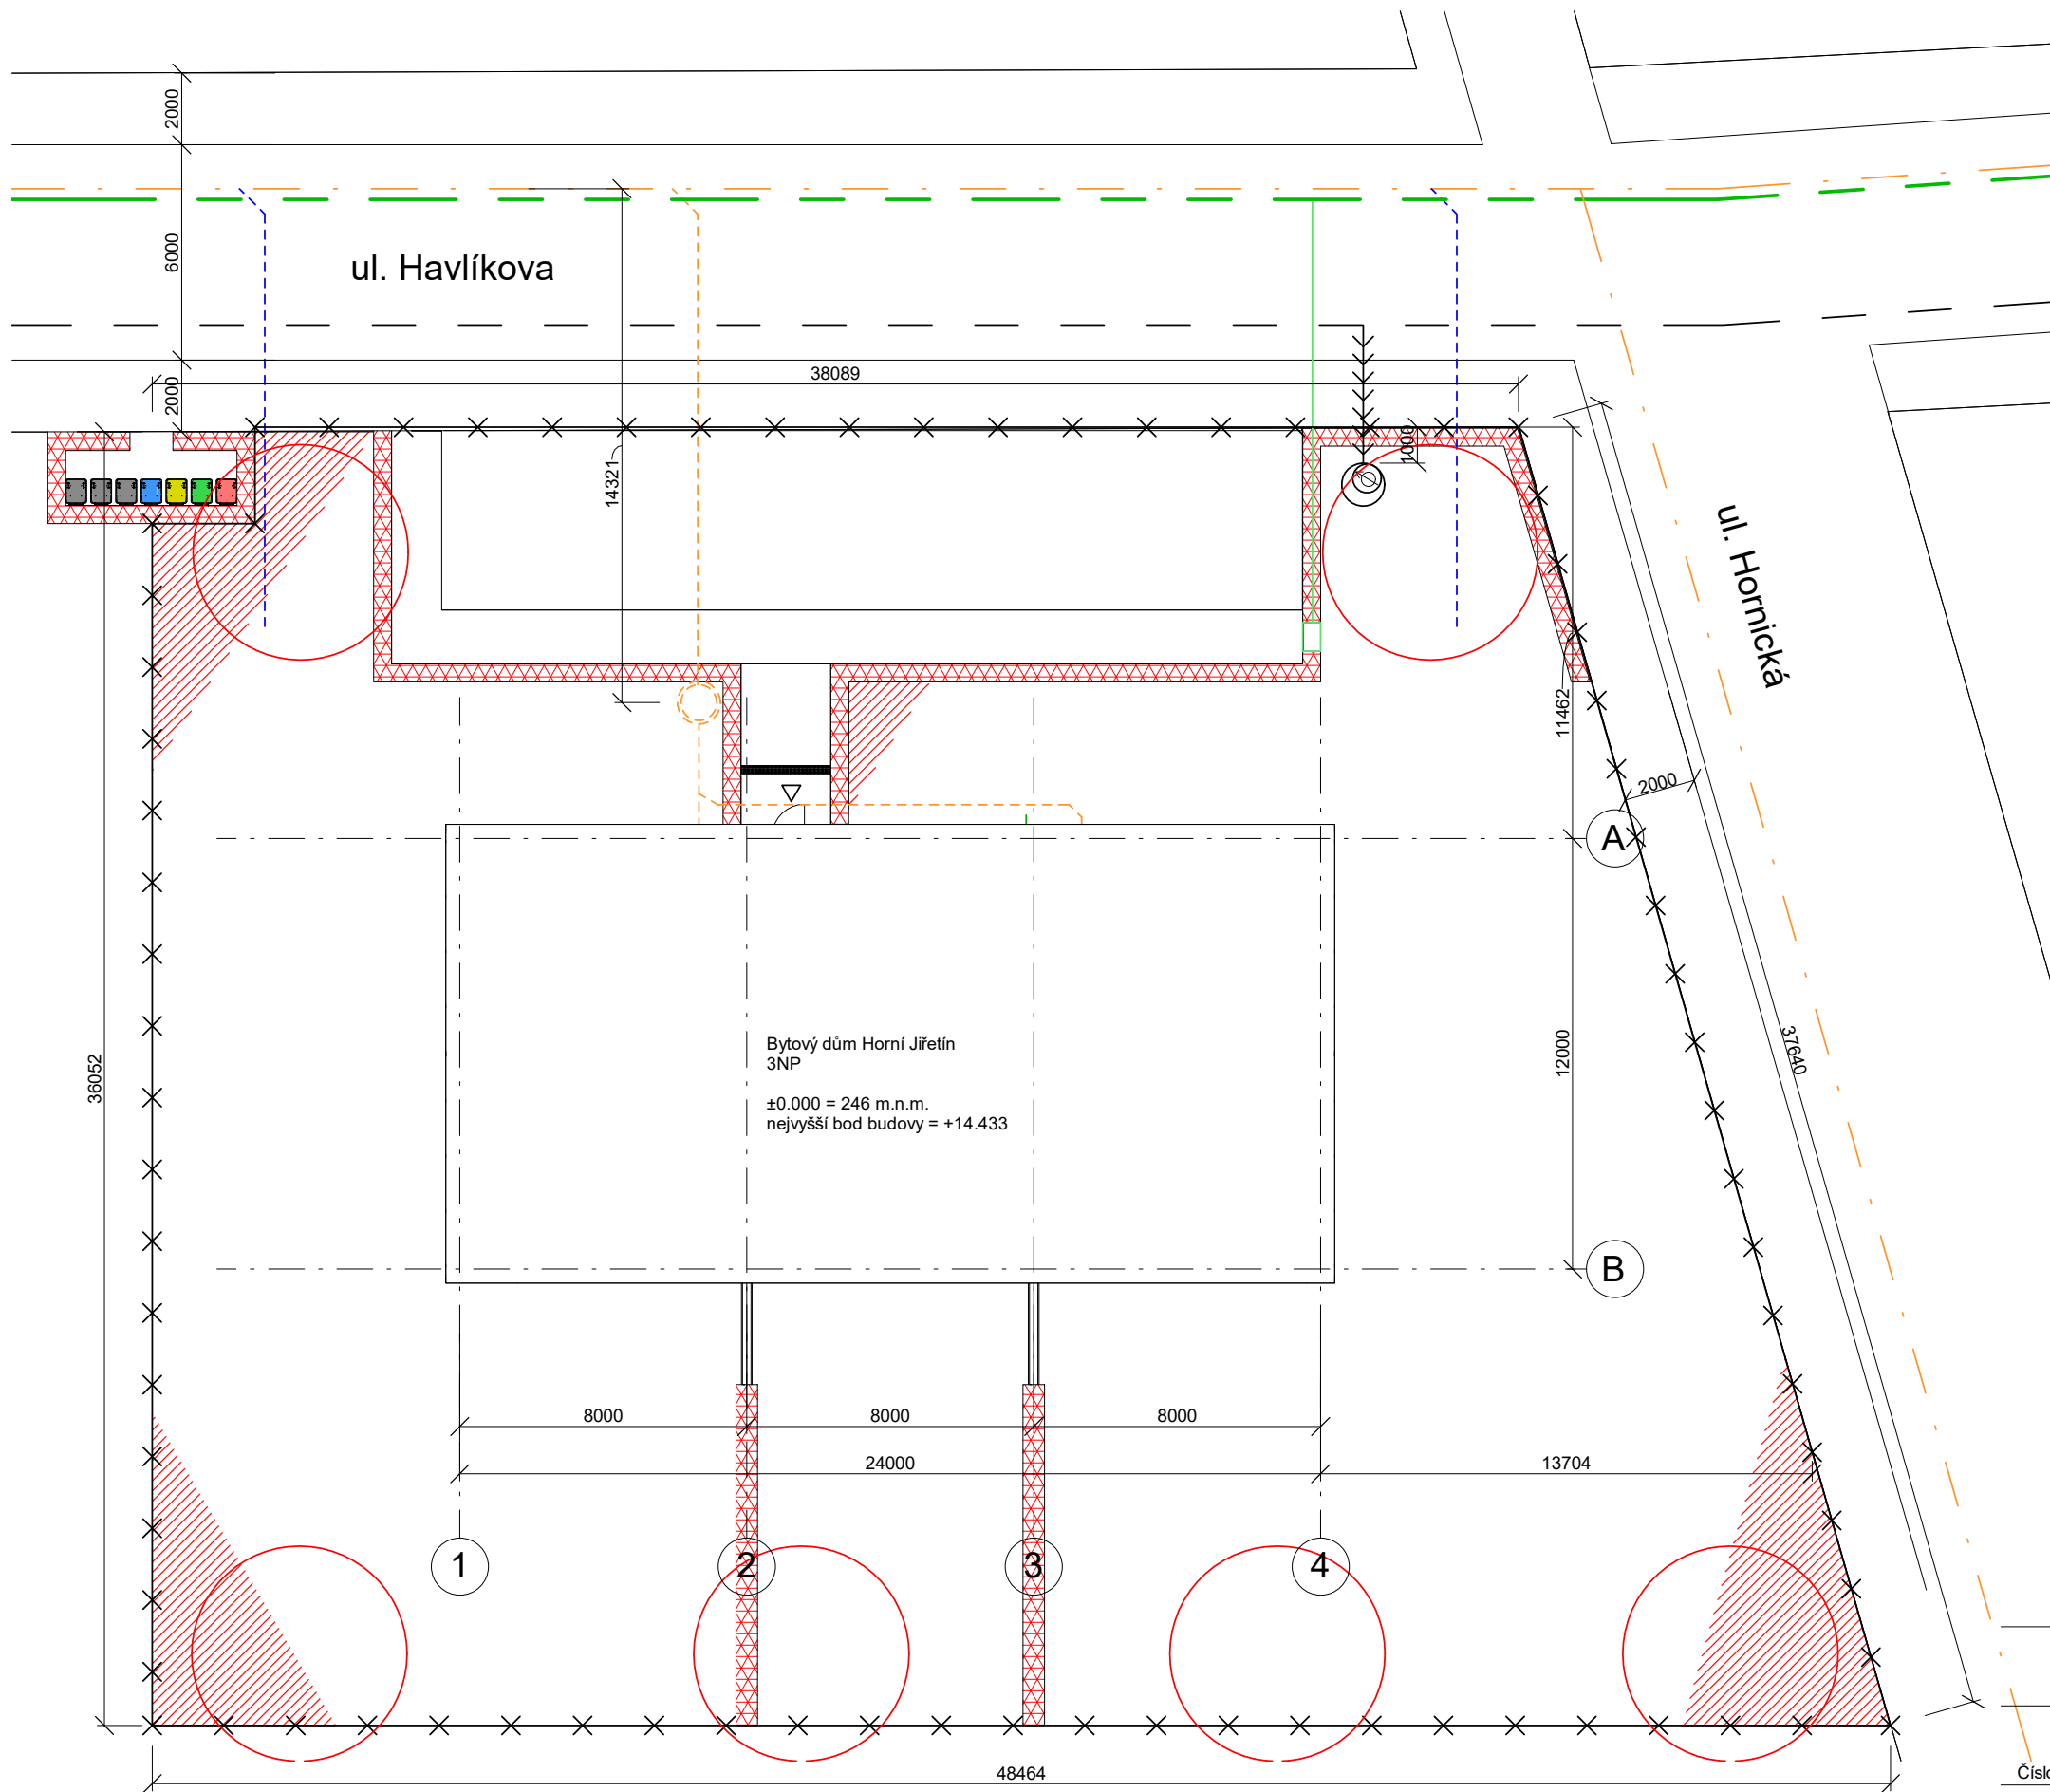 2000
6000
ul. Havlíkova
2000
38089
1000
14321
ul. Hornická
11462
2000
A
36052
12000
37640
Bytový dům Horní Jiřetín
3NP
±0.000 = 246 m.n.m.
nejvyšší bod budovy = +14.433
B
8000
8000
8000
24000
13704
1
2
3
4
48464